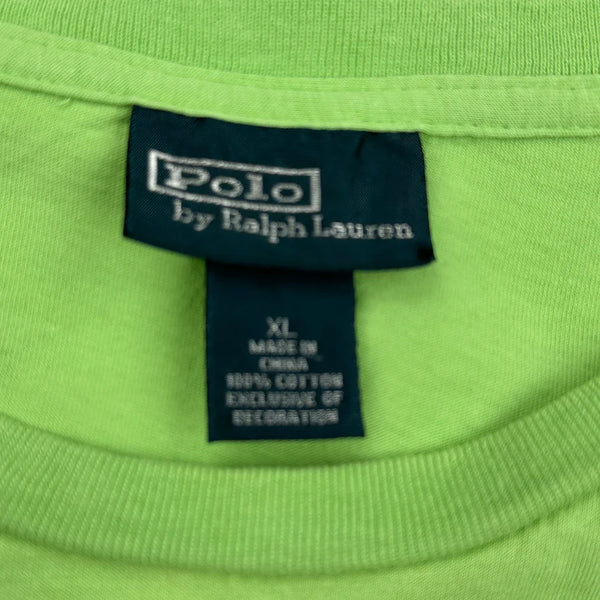 Polo
by Ralph Lauren
XL
MADE IN
CHINA
100% COTTON
EXCLUSIVE OF
DECORATION